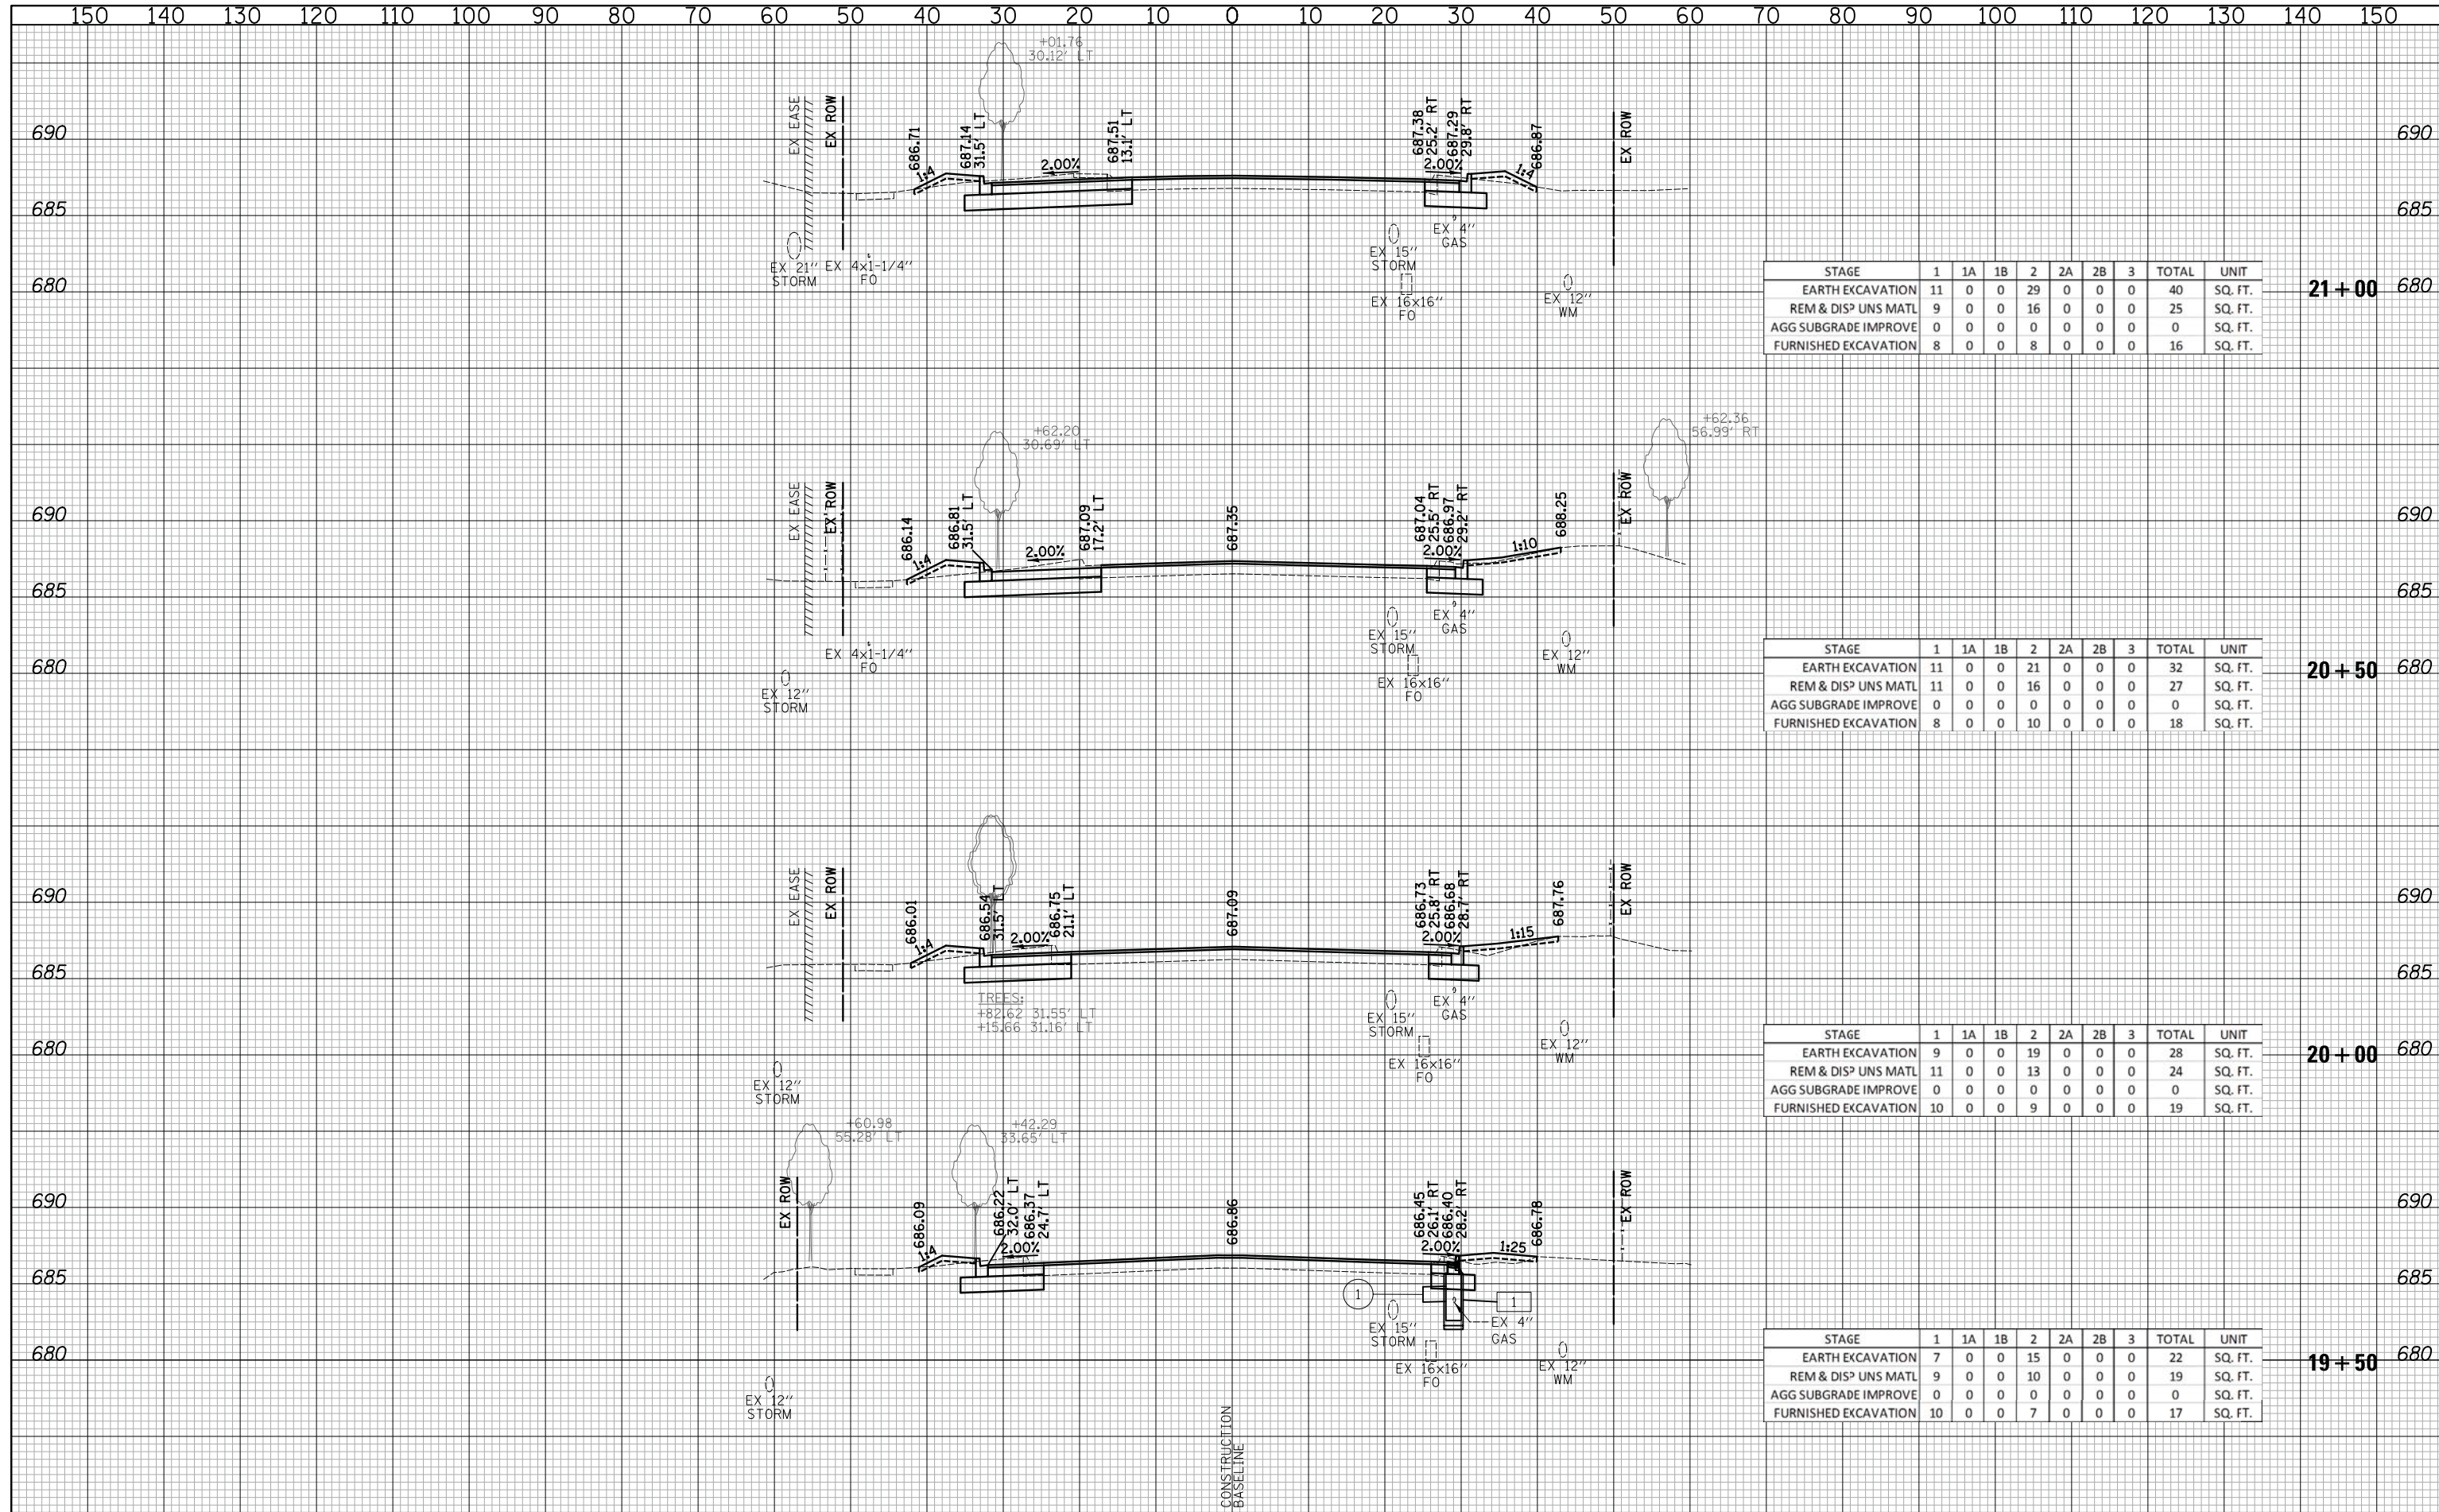 150 140 130 120 110 100 90 80 70 60 50 40 30 20 10 0 10 20 30 40 50 60 70 80 90 100 110 120 130 140 150
+01.76
30.12' LT
EX EASE
EX ROW
686.71
687.14
31.5' LT
687.51
13.1' LT
687.38
25.2' RT
687.29
29.8' RT
686.87
EX ROW
690
690
1:4
2.00%
2.00%
1:4
685
685
EX 21"
STORM
EX 4x1-1/4"
FO
EX 15"
STORM
EX 4"
GAS
EX 16x16"
FO
EX 12"
WM
680
680
21+00
STAGE 1 1A 1B 2 2A 2B 3 TOTAL UNIT
EARTH EXCAVATION 11 0 0 29 0 0 0 40 SQ. FT.
REM & DISP UNS MATL 9 0 0 16 0 0 0 25 SQ. FT.
AGG SUBGRADE IMPROVE 0 0 0 0 0 0 0 0 SQ. FT.
FURNISHED EXCAVATION 8 0 0 8 0 0 0 16 SQ. FT.
+62.20
30.69' LT
+62.36
56.99' RT
EX EASE
EX ROW
686.14
686.81
31.5' LT
687.09
17.2' LT
687.35
687.04
25.5' RT
686.97
29.2' RT
688.25
EX ROW
690
690
1:4
2.00%
2.00%
1:10
685
685
EX 4x1-1/4"
FO
EX 12"
STORM
EX 15"
STORM
EX 4"
GAS
EX 16x16"
FO
EX 12"
WM
680
680
20+50
STAGE 1 1A 1B 2 2A 2B 3 TOTAL UNIT
EARTH EXCAVATION 11 0 0 21 0 0 0 32 SQ. FT.
REM & DISP UNS MATL 11 0 0 16 0 0 0 27 SQ. FT.
AGG SUBGRADE IMPROVE 0 0 0 0 0 0 0 0 SQ. FT.
FURNISHED EXCAVATION 8 0 0 10 0 0 0 18 SQ. FT.
EX EASE
EX ROW
686.01
686.54
31.5' LT
686.75
21.1' LT
687.09
686.73
25.8' RT
686.68
28.7' RT
687.76
EX ROW
690
690
1:4
2.00%
2.00%
1:15
685
685
TREES:
+82.62 31.55' LT
+15.66 31.16' LT
EX 12"
STORM
EX 15"
STORM
EX 4"
GAS
EX 16x16"
FO
EX 12"
WM
680
680
20+00
STAGE 1 1A 1B 2 2A 2B 3 TOTAL UNIT
EARTH EXCAVATION 9 0 0 19 0 0 0 28 SQ. FT.
REM & DISP UNS MATL 11 0 0 13 0 0 0 24 SQ. FT.
AGG SUBGRADE IMPROVE 0 0 0 0 0 0 0 0 SQ. FT.
FURNISHED EXCAVATION 10 0 0 9 0 0 0 19 SQ. FT.
+60.98
55.28' LT
+42.29
33.65' LT
EX ROW
686.09
686.22
32.0' LT
686.37
24.7' LT
686.86
686.45
26.1' RT
686.40
28.2' RT
686.78
EX ROW
690
690
1:4
2.00%
2.00%
1:25
685
685
1
1
EX 12"
STORM
EX 15"
STORM
EX 4"
GAS
EX 16x16"
FO
EX 12"
WM
680
680
19+50
STAGE 1 1A 1B 2 2A 2B 3 TOTAL UNIT
EARTH EXCAVATION 7 0 0 15 0 0 0 22 SQ. FT.
REM & DISP UNS MATL 9 0 0 10 0 0 0 19 SQ. FT.
AGG SUBGRADE IMPROVE 0 0 0 0 0 0 0 0 SQ. FT.
FURNISHED EXCAVATION 10 0 0 7 0 0 0 17 SQ. FT.
CONSTRUCTION
BASELINE